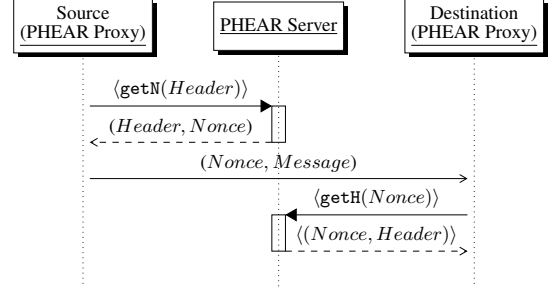 Source
(PHEAR Proxy)
PHEAR Server
Destination
(PHEAR Proxy)
⟨getN(Header)⟩
(Header, Nonce)
(Nonce, Message)
⟨getH(Nonce)⟩
⟨(Nonce, Header)⟩